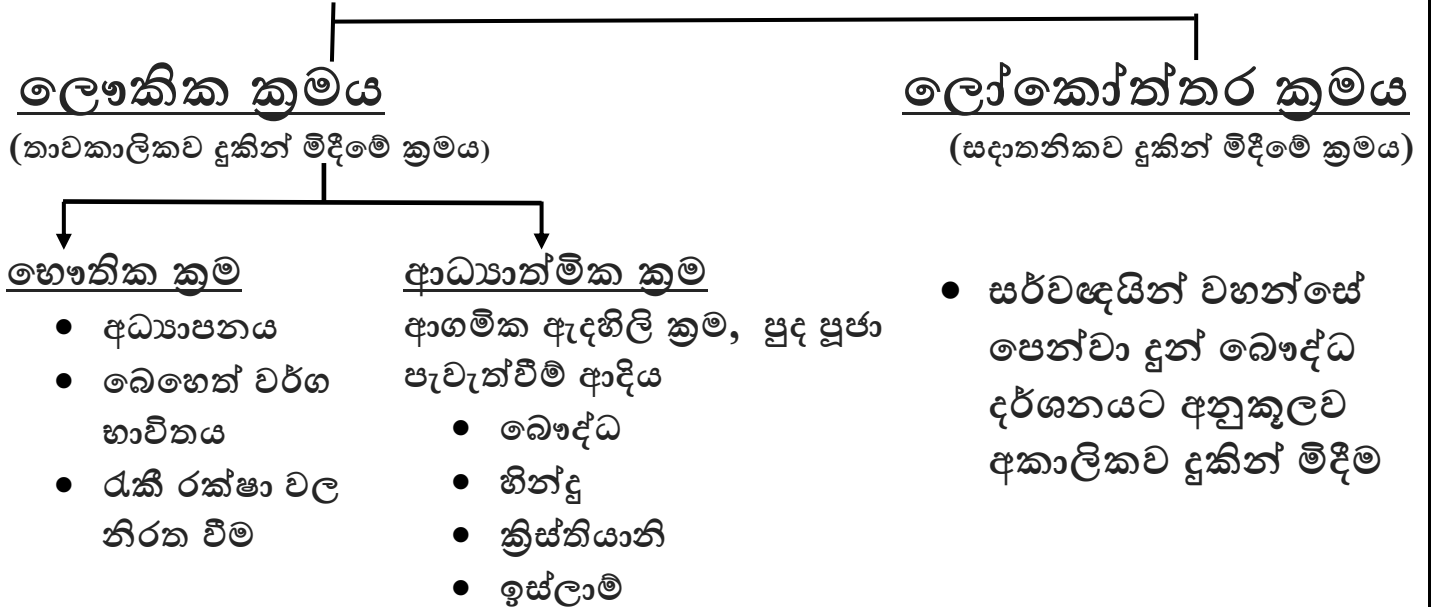 ලෞකික ක්‍රමය
(තාවකාලිකව දුකින් මිදීමේ ක්‍රමය)
භෞතික ක්‍රම
• අධ්‍යාපනය
• බෙහෙත් වර්ග
භාවිතය
• රැකී රක්ෂා වල
නිරත වීම
ආධ්‍යාත්මික ක්‍රම
ආගමික ඇදහිලි ක්‍රම, පුද පූජා
පැවැත්වීම් ආදිය
• බෞද්ධ
• හින්දු
• ක්‍රිස්තියානි
• ඉස්ලාම්
ලෝකෝත්තර ක්‍රමය
(සදාතනිකව දුකින් මිදීමේ ක්‍රමය)
• සර්වඥයින් වහන්සේ
පෙන්වා දුන් බෞද්ධ
දර්ශනයට අනුකූලව
අකාලිකව දුකින් මිදීම